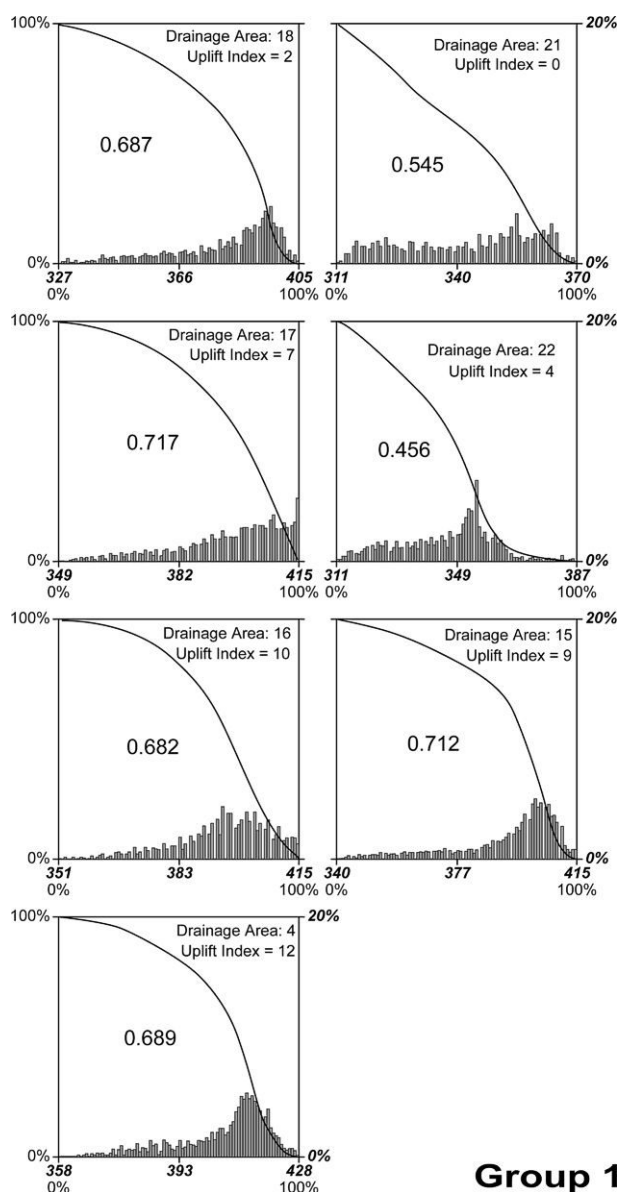 100%
20%
Drainage Area: 18
Uplift Index = 2
Drainage Area: 21
Uplift Index = 0
0.687
0.545
0%
0%
327 366 405
311 340 370
0% 100%
0% 100%
100%
20%
Drainage Area: 17
Uplift Index = 7
Drainage Area: 22
Uplift Index = 4
0.717
0.456
0%
0%
349 382 415
311 349 387
0% 100%
0% 100%
100%
20%
Drainage Area: 16
Uplift Index = 10
Drainage Area: 15
Uplift Index = 9
0.682
0.712
0%
0%
351 383 415
340 377 415
0% 100%
0% 100%
100%
20%
Drainage Area: 4
Uplift Index = 12
0.689
0%
0%
358 393 428
0% 100%
Group 1